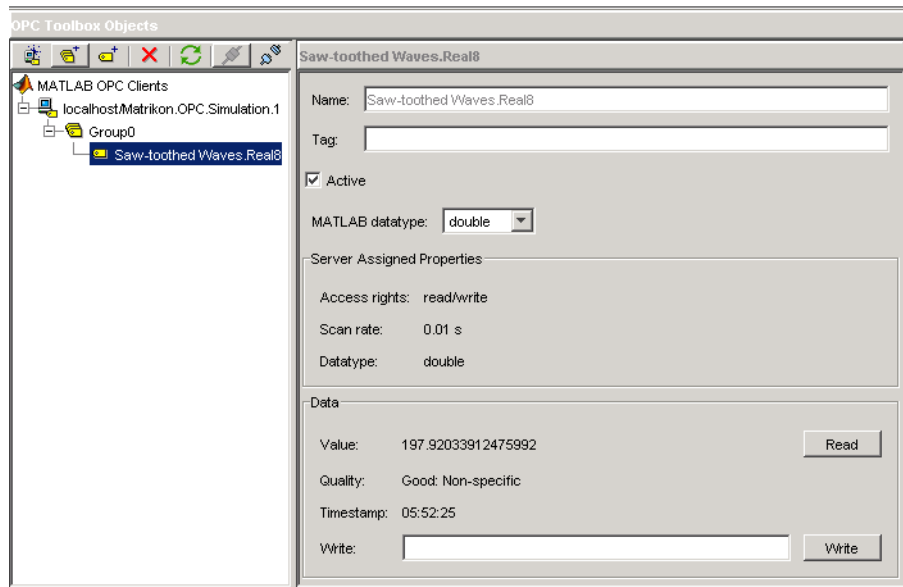 OPC Toolbox Objects
MATLAB OPC Clients
localhost/Matrikon.OPC.Simulation.1
Group0
Saw-toothed Waves.Real8
Saw-toothed Waves.Real8
Name: Saw-toothed Waves.Real8
Tag:
Active
MATLAB datatype: double
Server Assigned Properties
Access rights: read/write
Scan rate: 0.01 s
Datatype: double
Data
Value: 197.92033912475992 Read
Quality: Good: Non-specific
Timestamp: 05:52:25
Write: Write